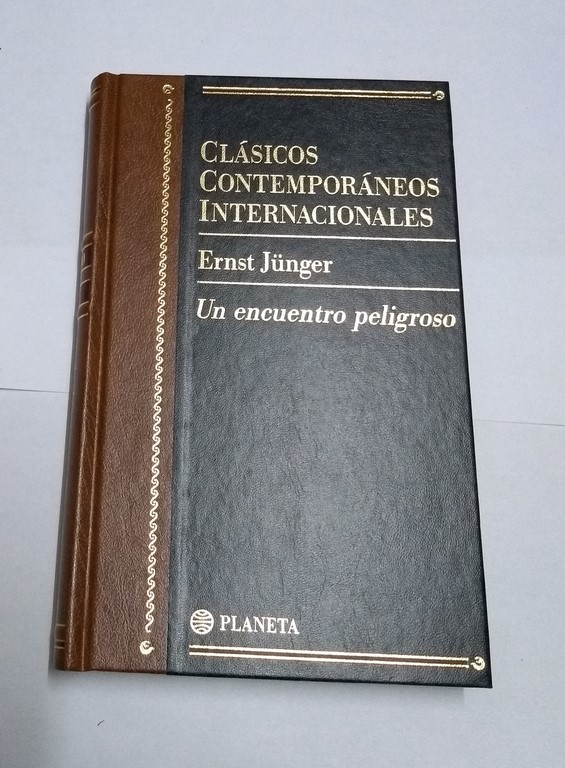 CLÁSICOS
CONTEMPORÁNEOS
INTERNACIONALES
Ernst Jünger
Un encuentro peligroso
PLANETA